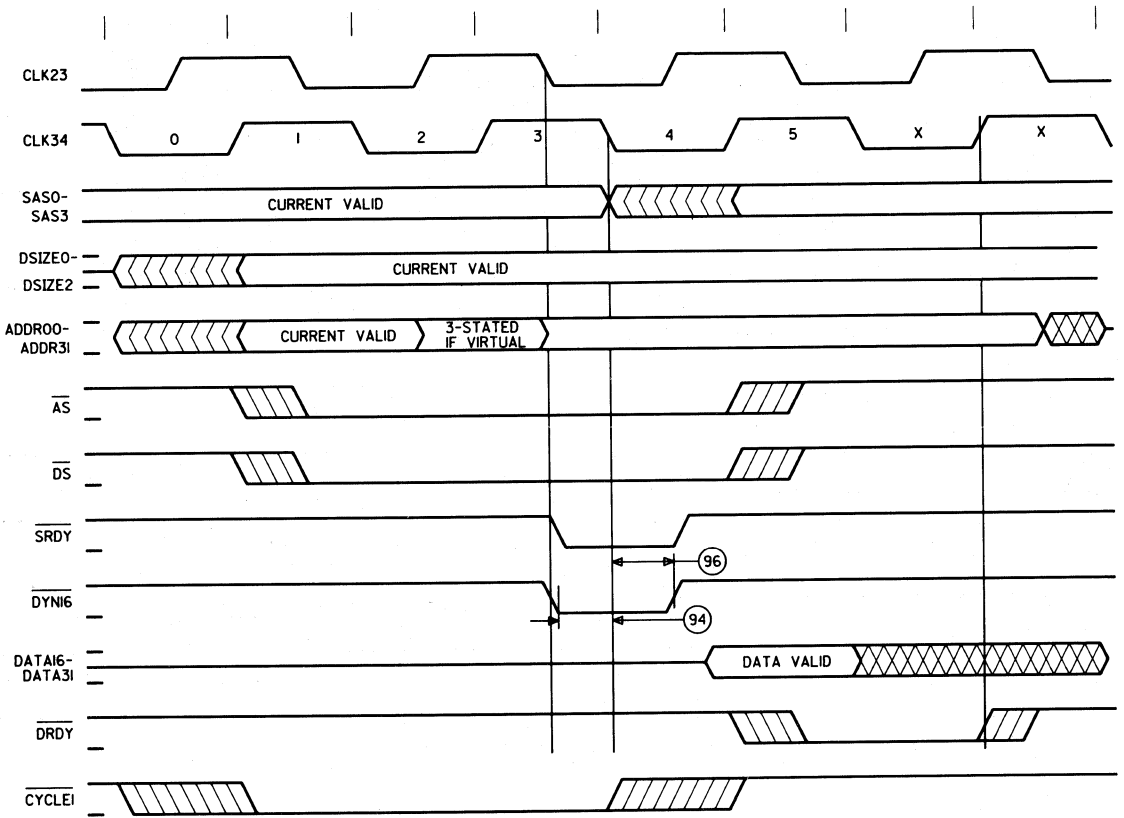 CLK23
CLK34
0 1 2 3 4 5 X X
SAS0-
SAS3
CURRENT VALID
DSIZE0-
DSIZE2
CURRENT VALID
ADDR00-
ADDR31
CURRENT VALID
3-STATED
IF VIRTUAL
AS
DS
SRDY
96
DYN16
94
DATA16-
DATA31
DATA VALID
DRDY
CYCLE1